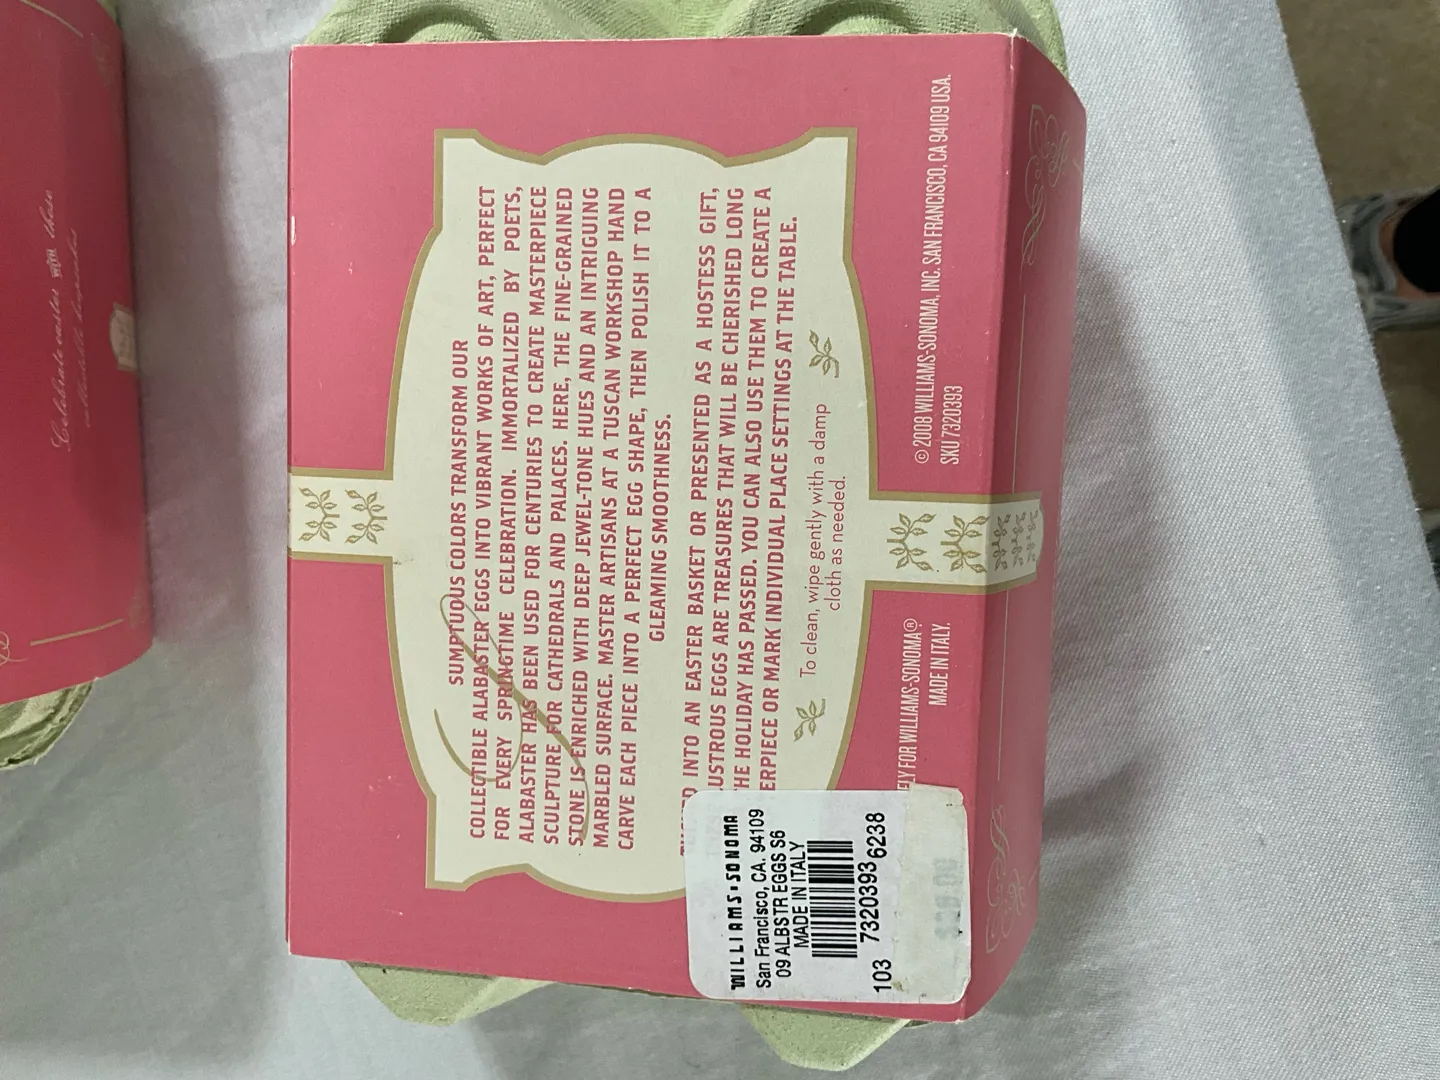 Celebrate easter with these
SUMPTUOUS COLORS TRANSFORM OUR
COLLECTIBLE ALABASTER EGGS INTO VIBRANT WORKS OF ART, PERFECT
FOR EVERY SPRINGTIME CELEBRATION. IMMORTALIZED BY POETS,
ALABASTER HAS BEEN USED FOR CENTURIES TO CREATE MASTERPIECE
SCULPTURE FOR CATHEDRALS AND PALACES. HERE, THE FINE-GRAINED
STONE IS ENRICHED WITH DEEP JEWEL-TONE HUES AND AN INTRIGUING
MARBLED SURFACE. MASTER ARTISANS AT A TUSCAN WORKSHOP HAND
CARVE EACH PIECE INTO A PERFECT EGG SHAPE, THEN POLISH IT TO A
GLEAMING SMOOTHNESS.
INTO AN EASTER BASKET OR PRESENTED AS A HOSTESS GIFT,
USTROUS EGGS ARE TREASURES THAT WILL BE CHERISHED LONG
HE HOLIDAY HAS PASSED. YOU CAN ALSO USE THEM TO CREATE A
ERPIECE OR MARK INDIVIDUAL PLACE SETTINGS AT THE TABLE.
To clean, wipe gently with a damp
cloth as needed.
LY FOR WILLIAMS-SONOMA®
MADE IN ITALY.
© 2008 WILLIAMS-SONOMA, INC. SAN FRANCISCO, CA 94109 USA.
SKU 7320393
WILLIAMS-SONOMA
San Francisco, CA. 94109
09 ALBSTR EGGS S6
MADE IN ITALY
103 7320393 6238